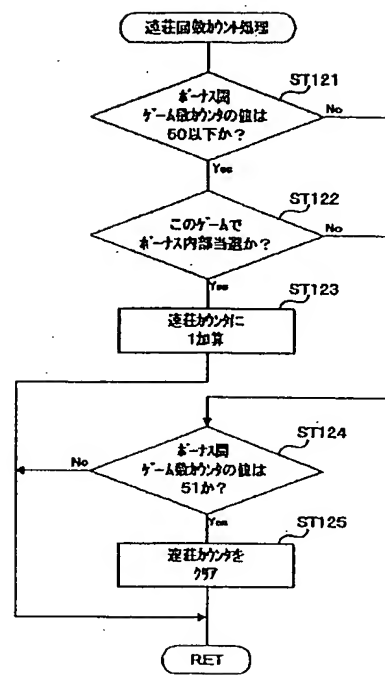 連荘回数カウント処理
ST121
ボーナス間
ゲーム数カウンタの値は
50以下か?
No
Yes
ST122
このゲームで
ボーナス内部当選か?
No
Yes
ST123
連荘カウンタに
1加算
ST124
ボーナス間
ゲーム数カウンタの値は
51か?
No
Yes
ST125
連荘カウンタを
クリア
RET